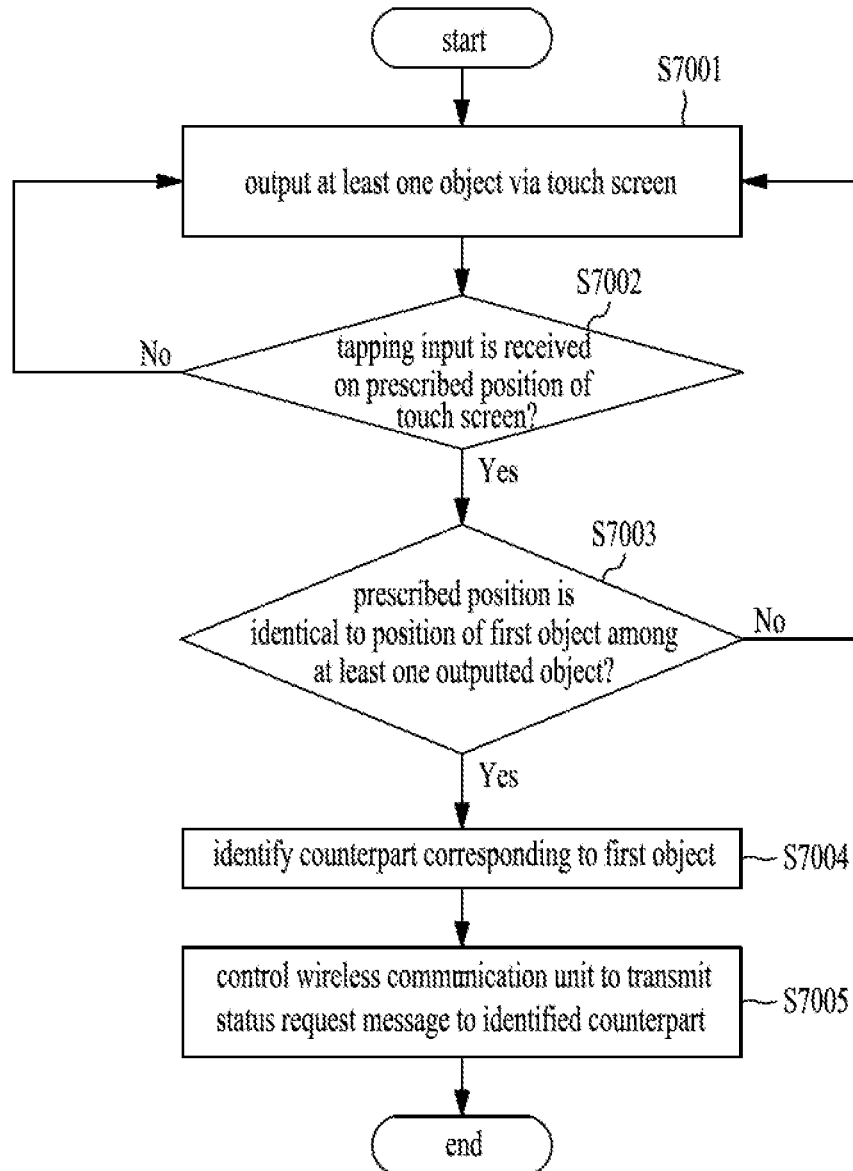 start
S7001
output at least one object via touch screen
S7002
tapping input is received
on prescribed position of
touch screen?
No
Yes
S7003
prescribed position is
identical to position of first object among
at least one outputted object?
No
Yes
identify counterpart corresponding to first object
S7004
control wireless communication unit to transmit
status request message to identified counterpart
S7005
end